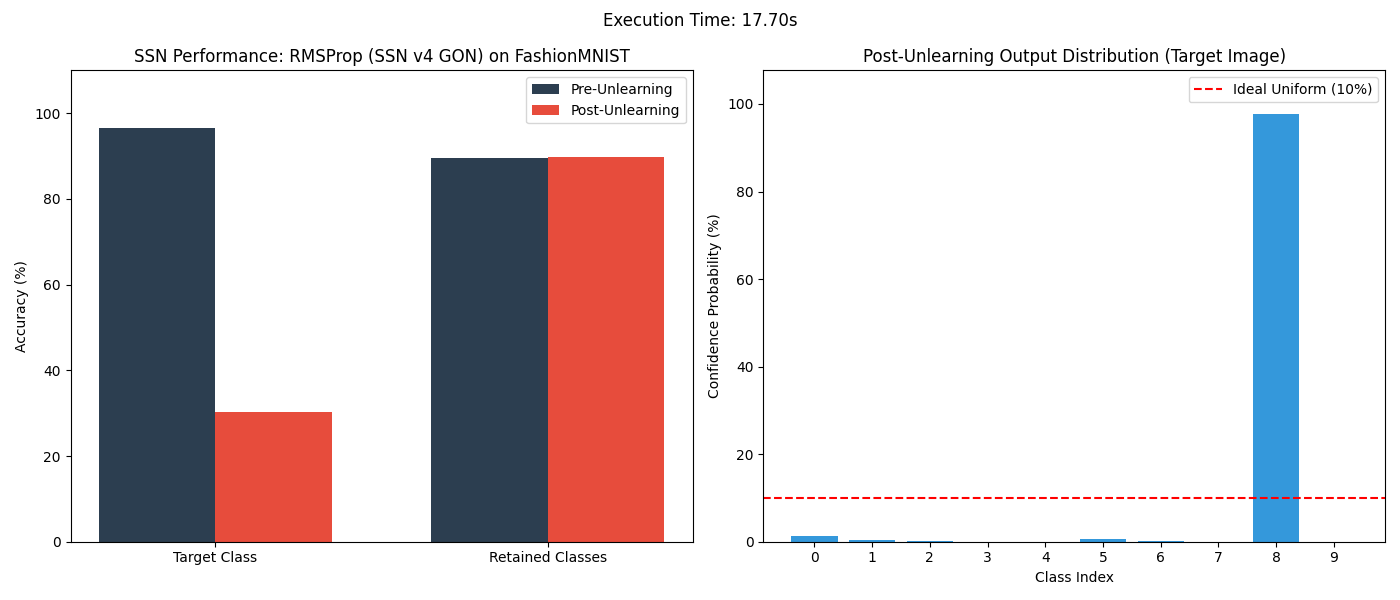 Execution Time: 17.70s
SSN Performance: RMSProp (SSN v4 GON) on FashionMNIST
Pre-Unlearning
Post-Unlearning
Accuracy (%)
100
80
60
40
20
0
Target Class Retained Classes
Post-Unlearning Output Distribution (Target Image)
Ideal Uniform (10%)
Confidence Probability (%)
100
80
60
40
20
0
0 1 2 3 4 5 6 7 8 9
Class Index